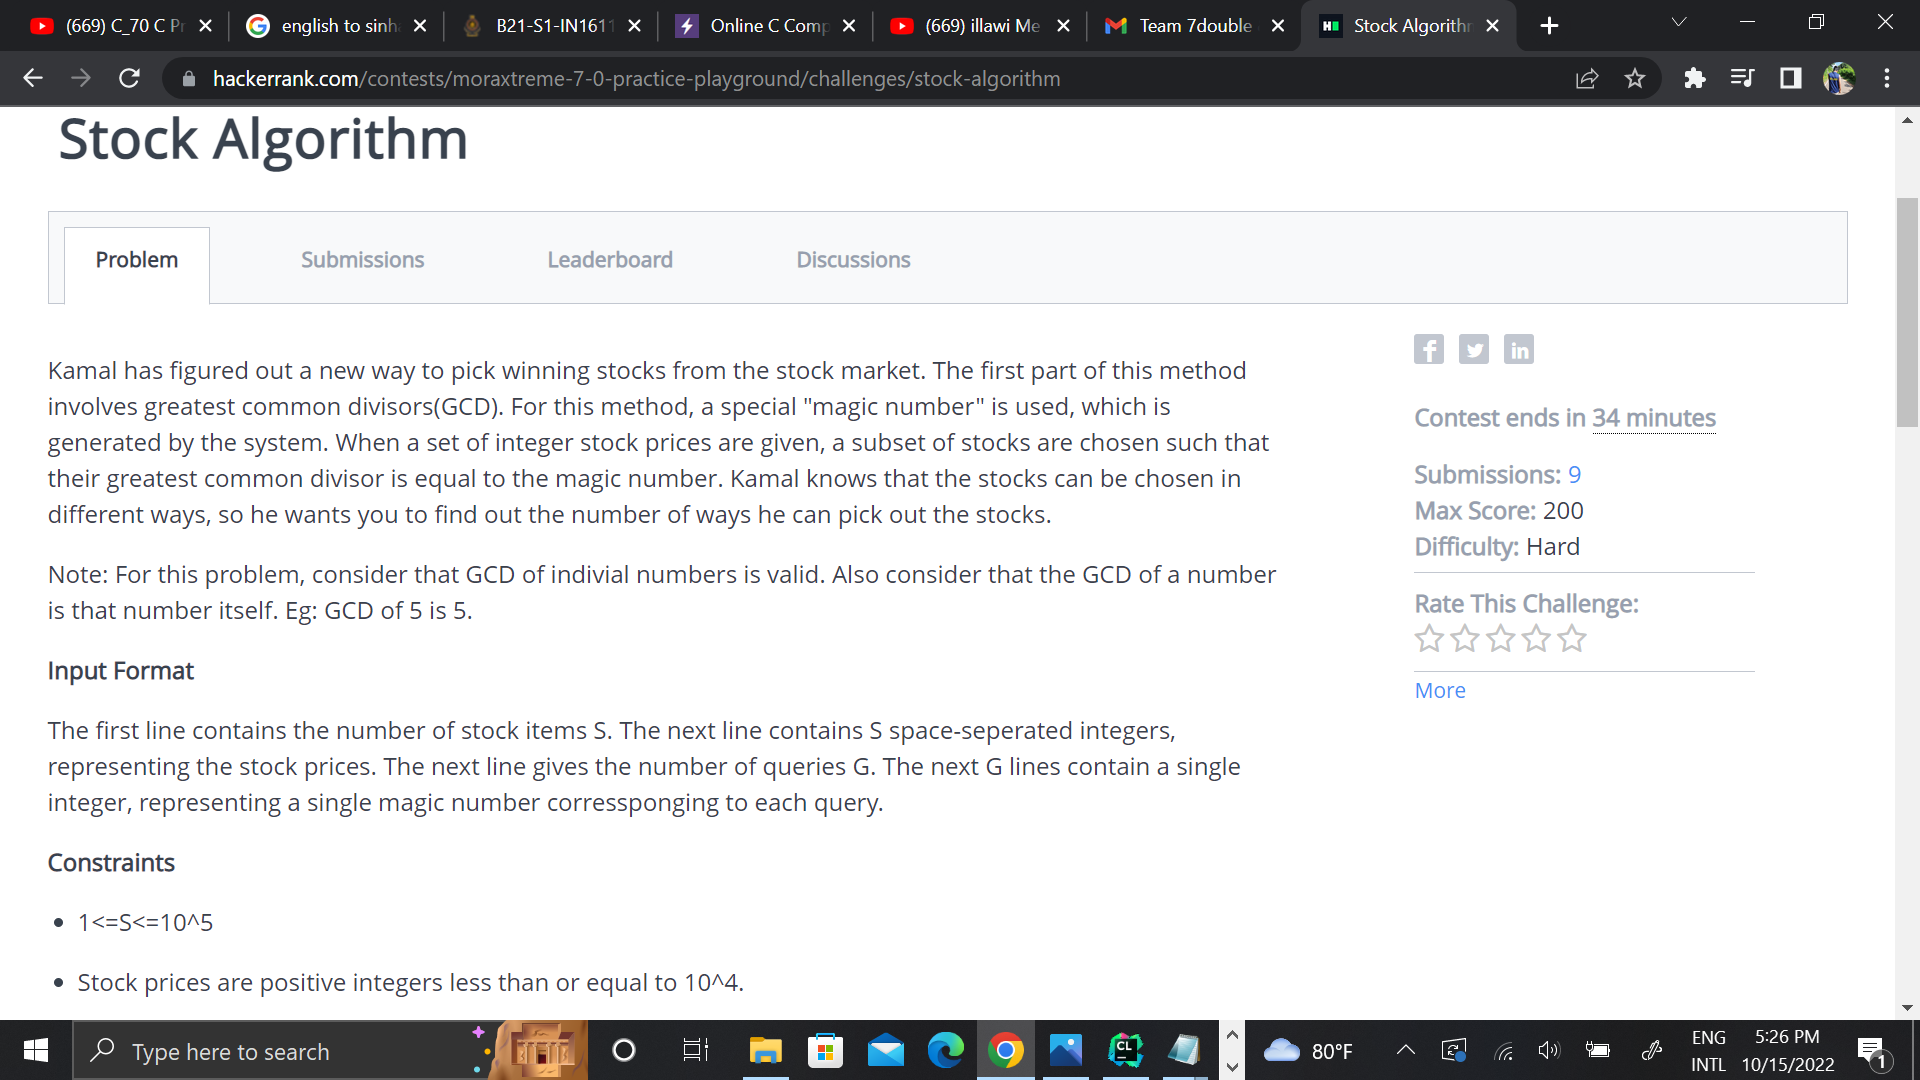 (669) C_70 C Pr
english to sinha
B21-S1-IN1611
Online C Comp
(669) illawi Me
Team 7double
Stock Algorithm
hackerrank.com/contests/moraxtreme-7-0-practice-playground/challenges/stock-algorithm
Stock Algorithm
Problem
Submissions
Leaderboard
Discussions
Kamal has figured out a new way to pick winning stocks from the stock market. The first part of this method
involves greatest common divisors(GCD). For this method, a special "magic number" is used, which is
generated by the system. When a set of integer stock prices are given, a subset of stocks are chosen such that
their greatest common divisor is equal to the magic number. Kamal knows that the stocks can be chosen in
different ways, so he wants you to find out the number of ways he can pick out the stocks.
Note: For this problem, consider that GCD of indivial numbers is valid. Also consider that the GCD of a number
is that number itself. Eg: GCD of 5 is 5.
Input Format
The first line contains the number of stock items S. The next line contains S space-seperated integers,
representing the stock prices. The next line gives the number of queries G. The next G lines contain a single
integer, representing a single magic number corressponging to each query.
Constraints
1<=S<=10^5
Stock prices are positive integers less than or equal to 10^4.
Contest ends in 34 minutes
Submissions: 9
Max Score: 200
Difficulty: Hard
Rate This Challenge:
More
Type here to search
CL
80°F
ENG
INTL
5:26 PM
10/15/2022
1